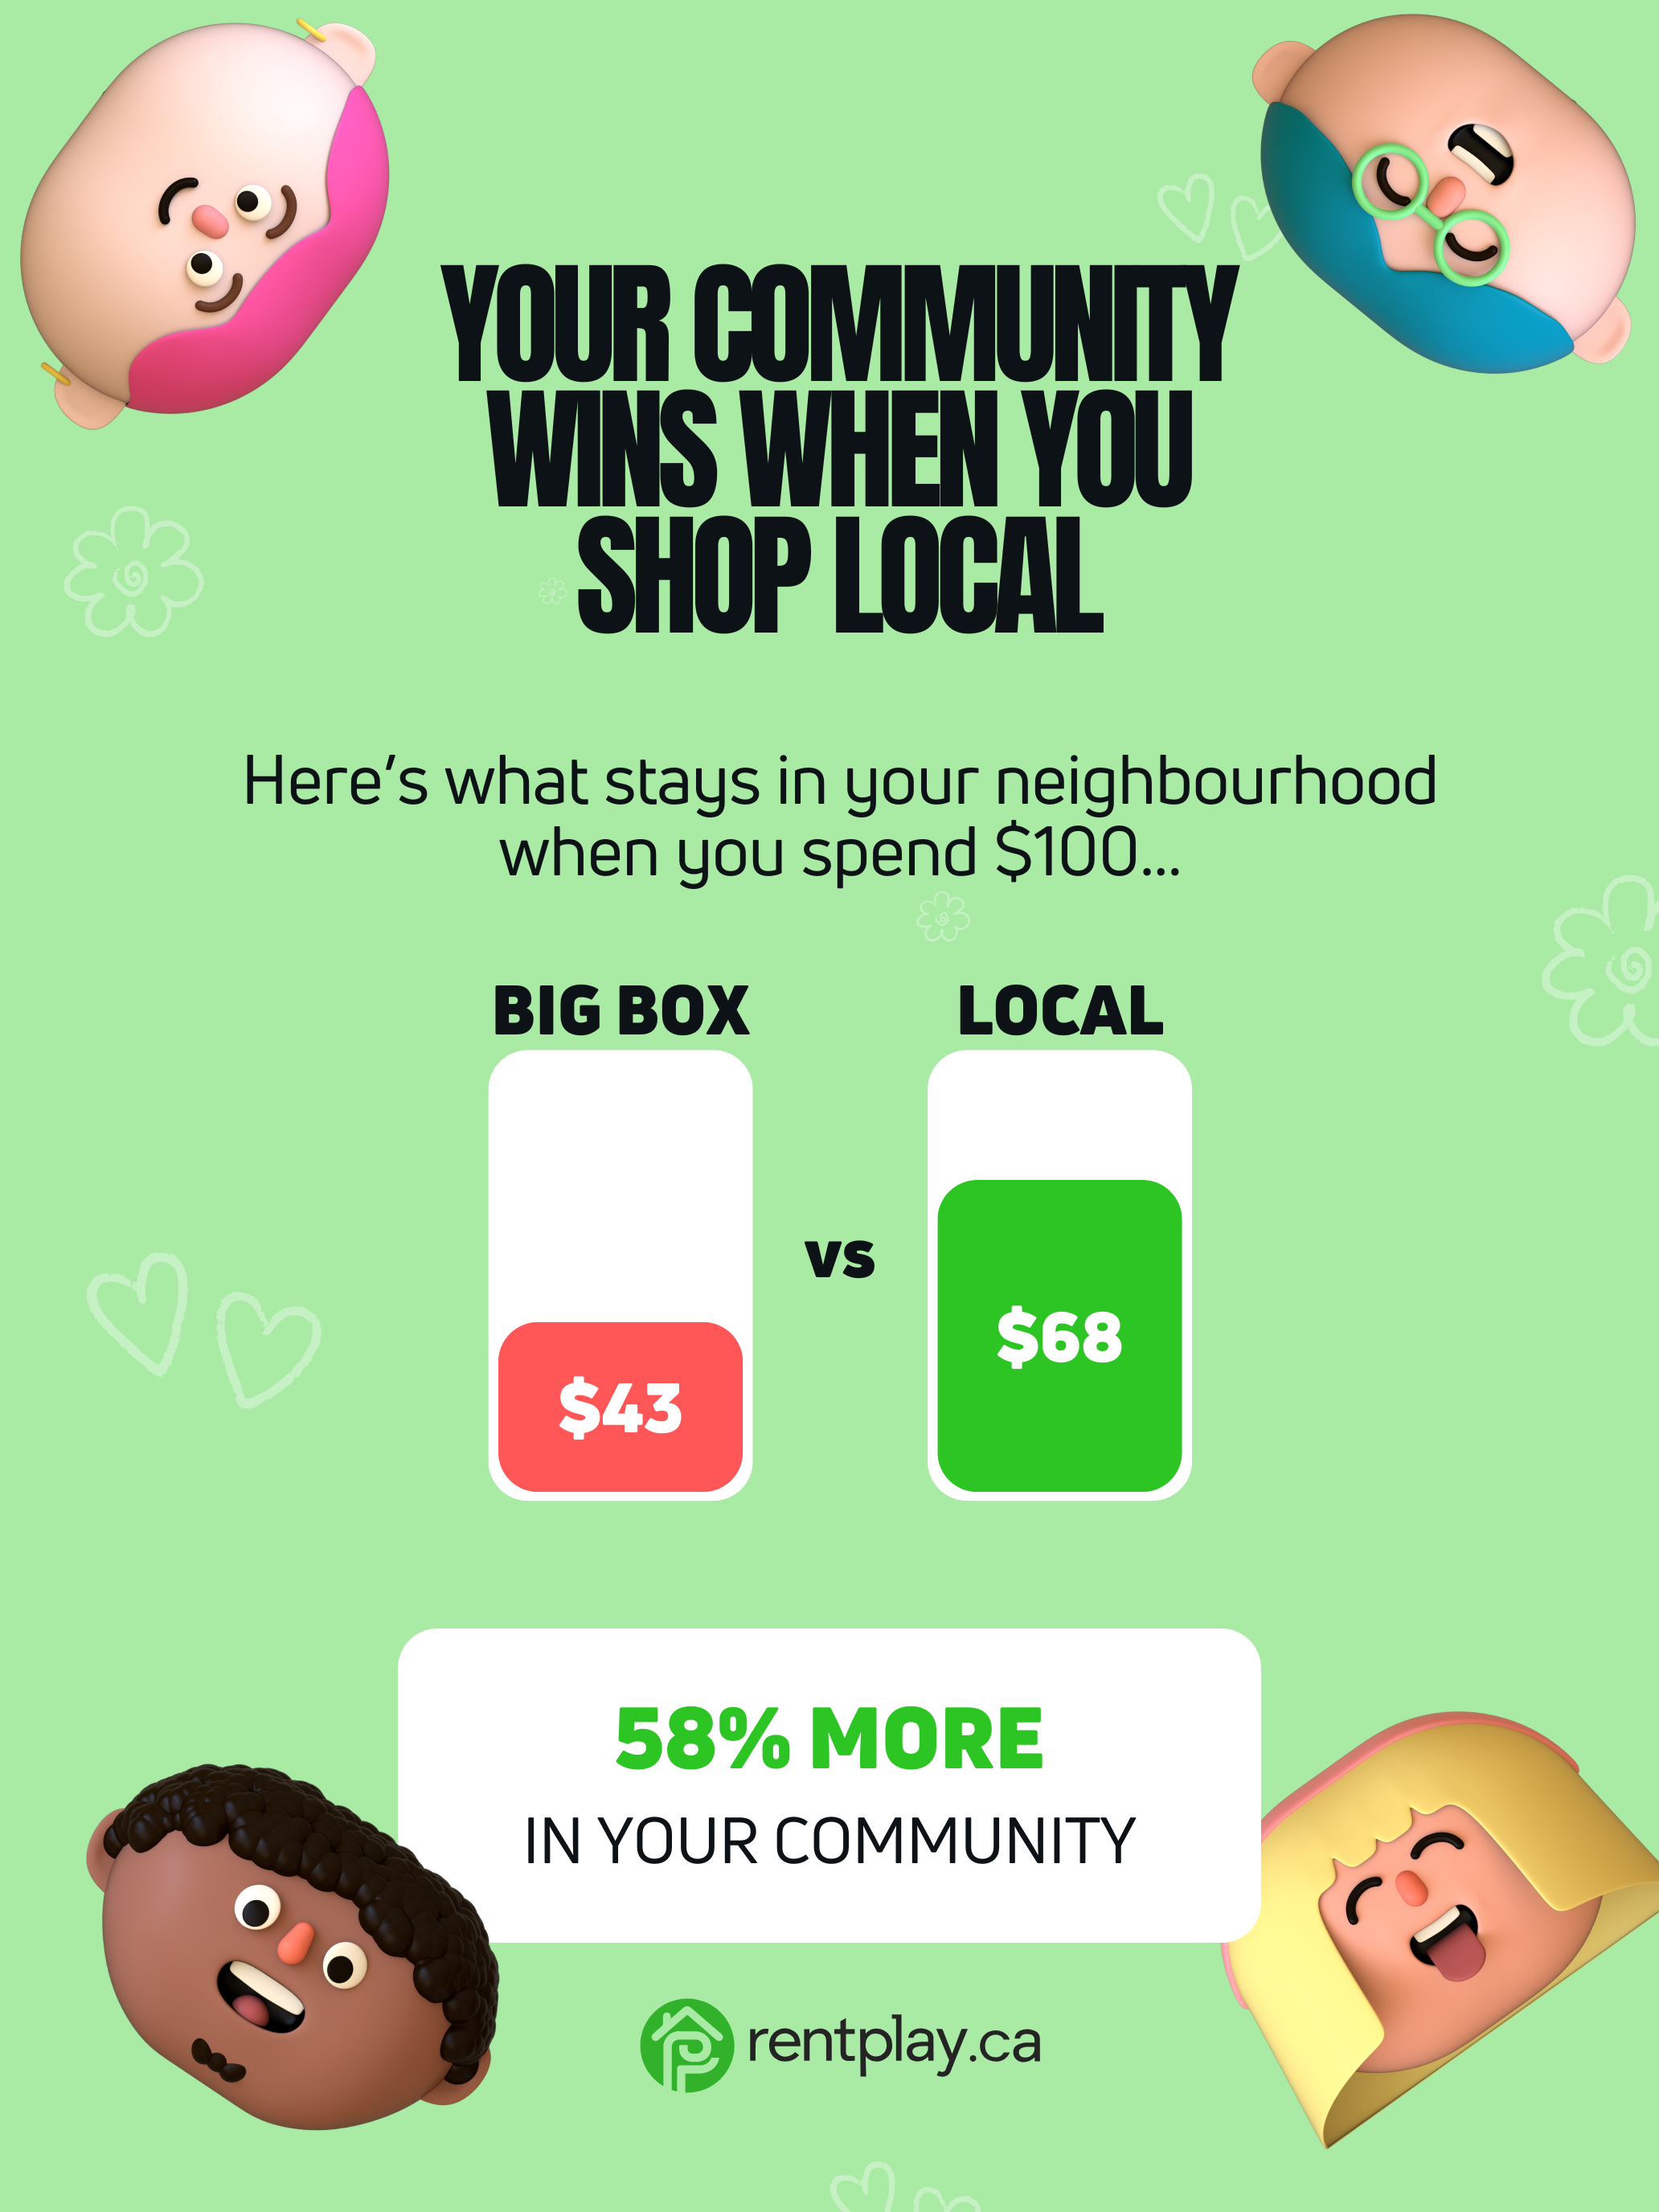 YOUR COMMUNITY
WINS WHEN YOU
SHOP LOCAL
Here's what stays in your neighbourhood
when you spend $100...
BIG BOX
LOCAL
vs
$68
$43
58% MORE
IN YOUR COMMUNITY
rentplay.ca